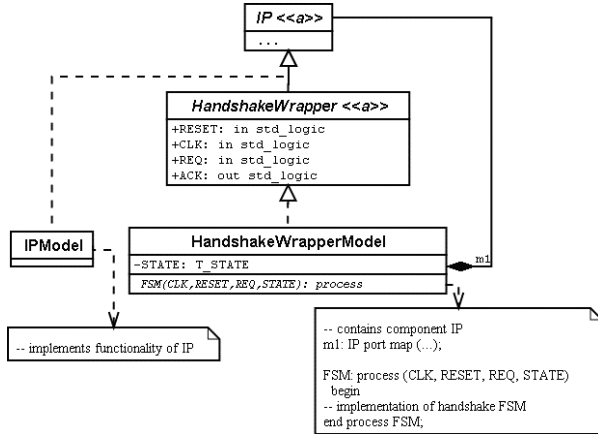 IP <<a>>
...
HandshakeWrapper <<a>>
+RESET: in std_logic
+CLK: in std_logic
+REQ: in std_logic
+ACK: out std_logic
IPModel
HandshakeWrapperModel
-STATE: T_STATE
FSM(CLK,RESET,REQ,STATE): process
m1
-- implements functionality of IP
-- contains component IP
m1: IP port map (...);
FSM: process (CLK, RESET, REQ, STATE)
begin
-- implementation of handshake FSM
end process FSM;